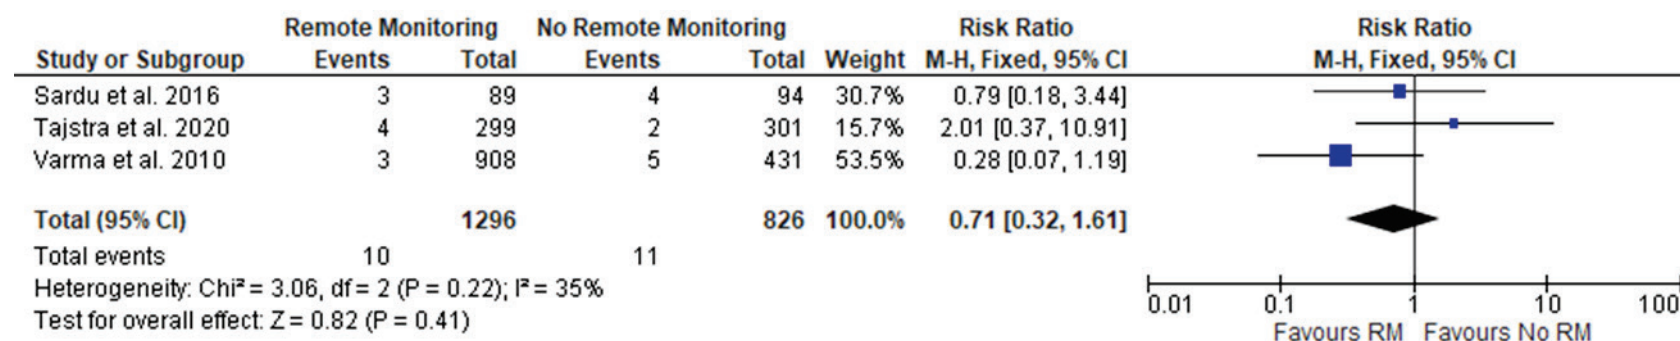 Remote Monitoring No Remote Monitoring Risk Ratio Risk Ratio
Study or Subgroup Events Total Events Total Weight M-H, Fixed, 95% CI M-H, Fixed, 95% CI
Sardu et al. 2016 3 89 4 94 30.7% 0.79 [0.18, 3.44]
Tajstra et al. 2020 4 299 2 301 15.7% 2.01 [0.37, 10.91]
Varma et al. 2010 3 908 5 431 53.5% 0.28 [0.07, 1.19]
Total (95% CI) 1296 826 100.0% 0.71 [0.32, 1.61]
Total events 10 11
Heterogeneity: Chi² = 3.06, df = 2 (P = 0.22); I² = 35%
Test for overall effect: Z = 0.82 (P = 0.41)
0.01 0.1 1 10 100
Favours RM Favours No RM